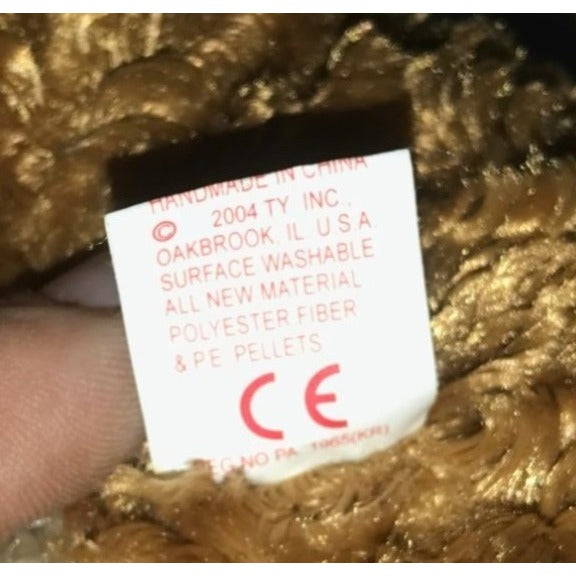 HANDMADE IN CHINA
© 2004 TY INC.,
OAKBROOK, IL U S A
SURFACE WASHABLE
ALL NEW MATERIAL
POLYESTER FIBER
& P.E. PELLETS
CE
REG.NO PA. 1965(KR)